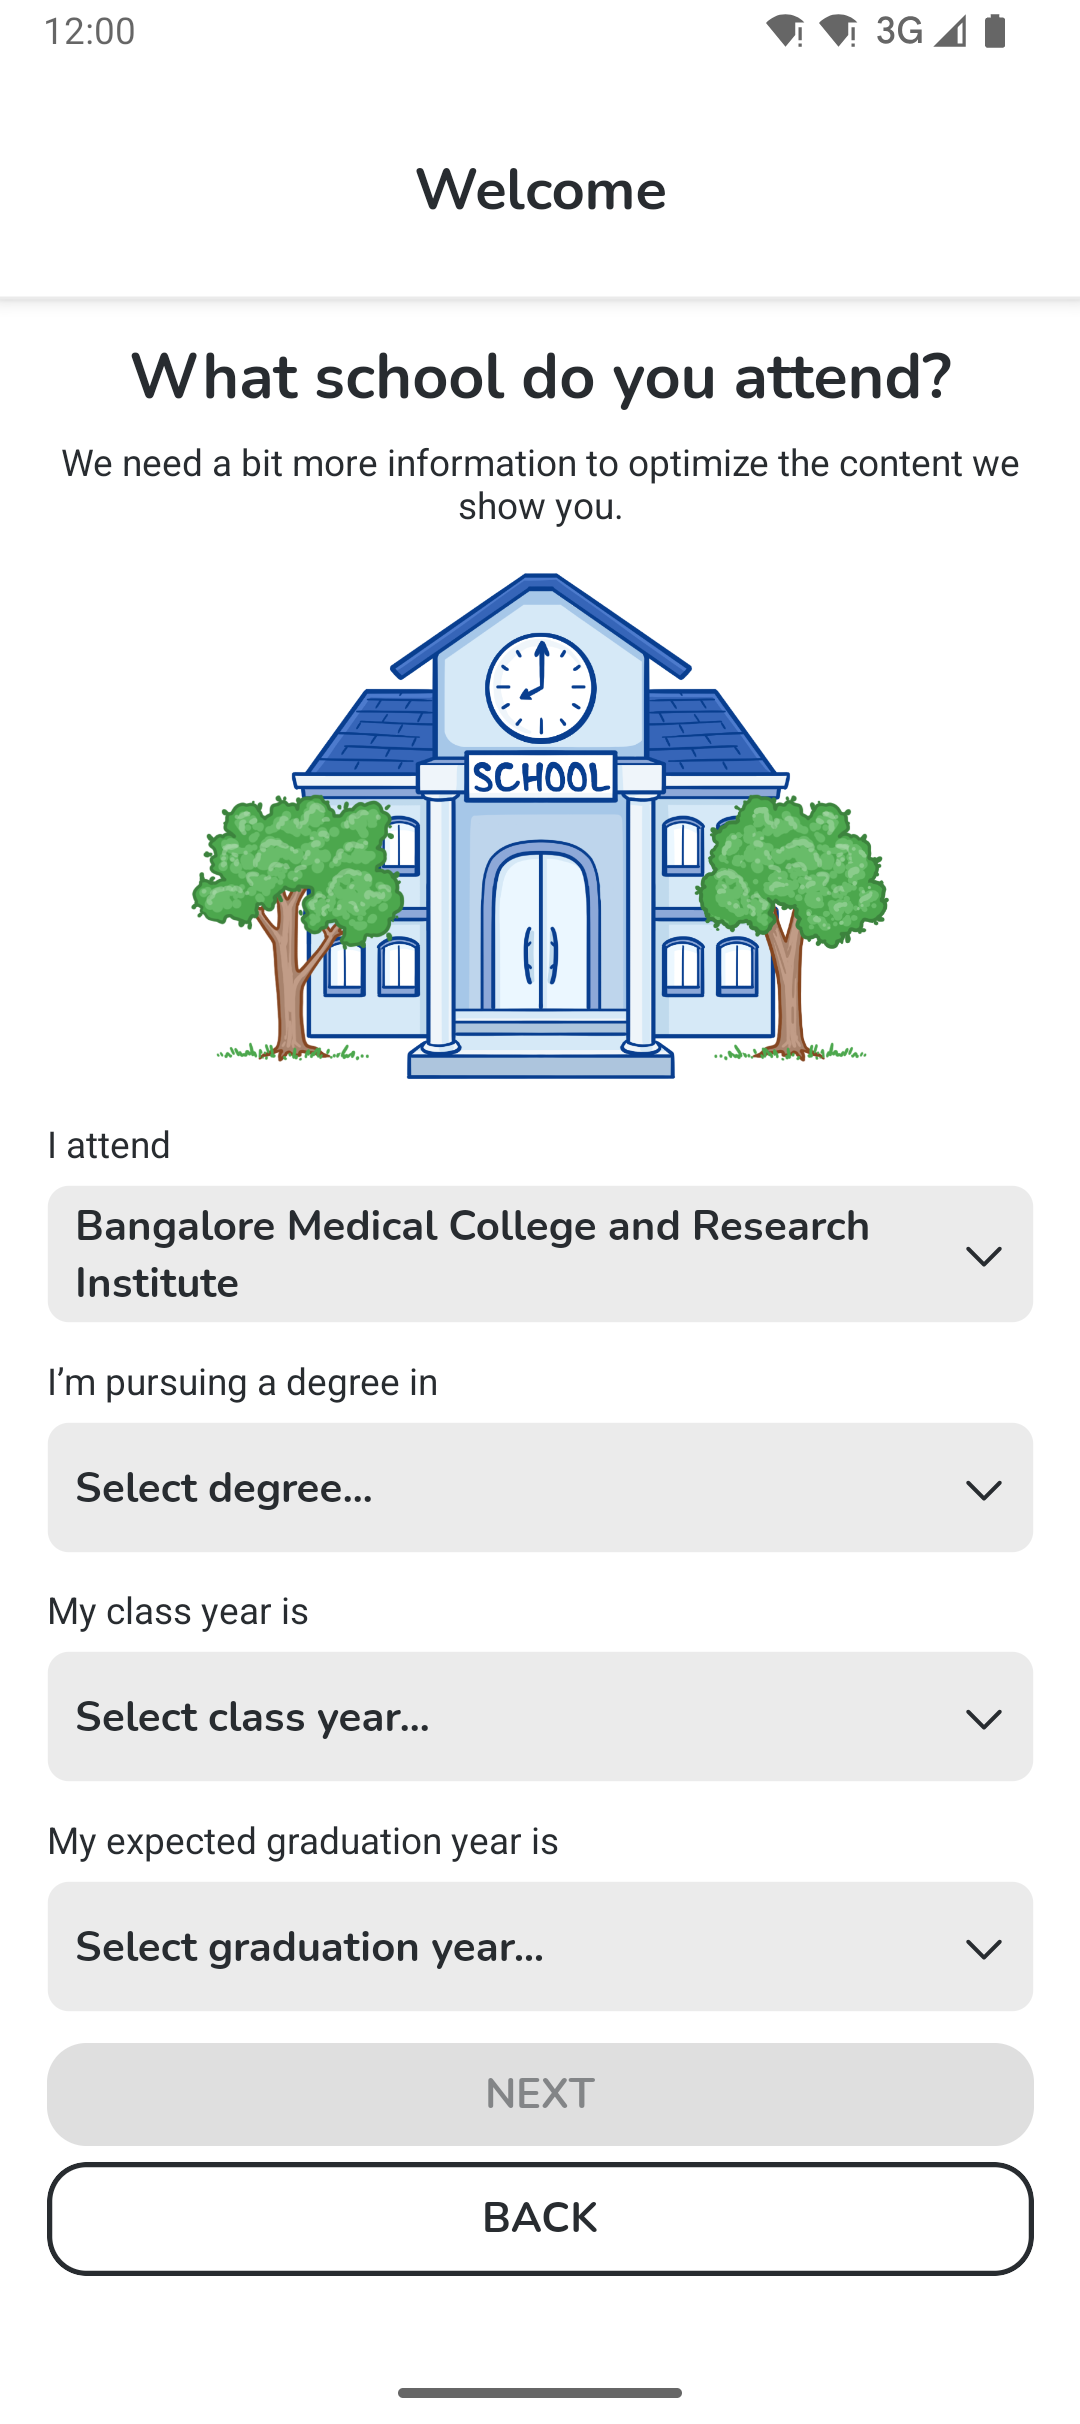 12:00
3G
Welcome
What school do you attend?
We need a bit more information to optimize the content we
show you.
SCHOOL
I attend
Bangalore Medical College and Research
Institute
I’m pursuing a degree in
Select degree...
My class year is
Select class year...
My expected graduation year is
Select graduation year...
NEXT
BACK